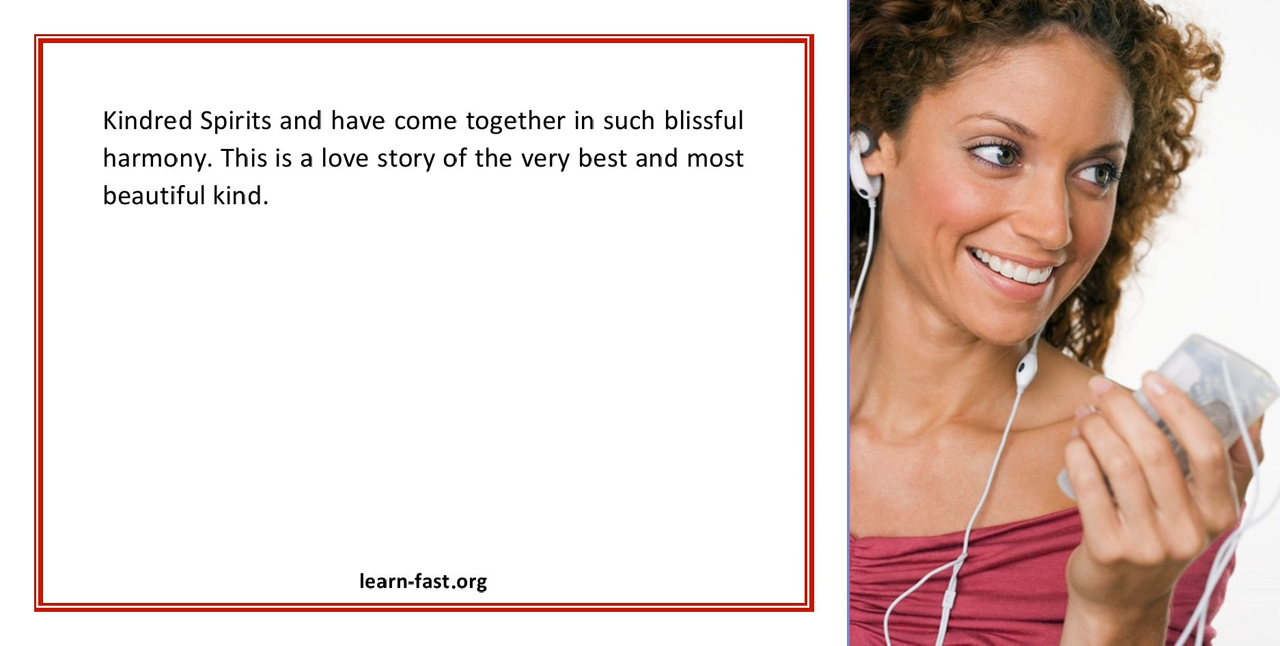 Kindred Spirits and have come together in such blissful
harmony. This is a love story of the very best and most
beautiful kind.
learn-fast.org